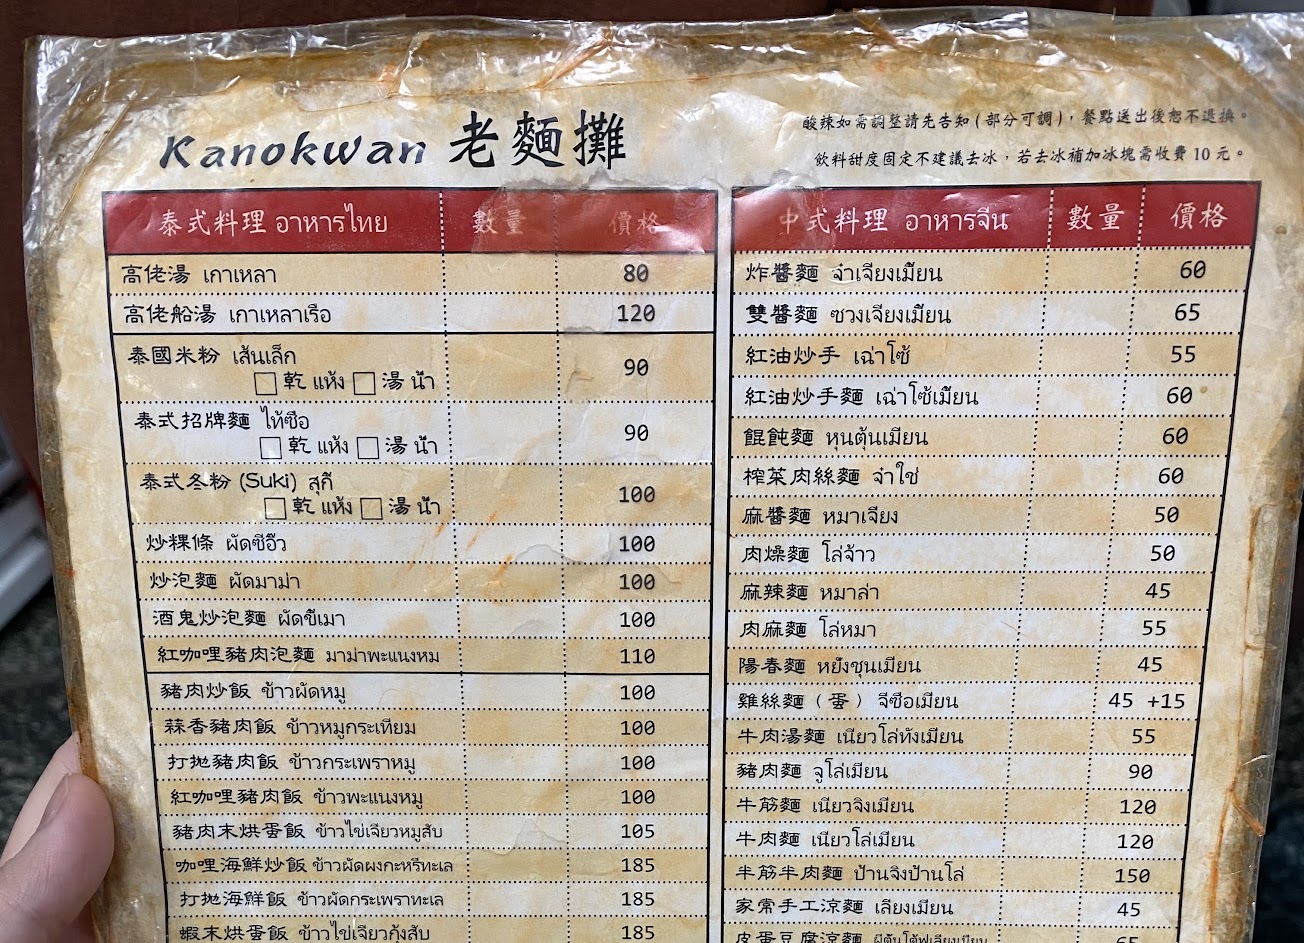 Kanokwan 老麵攤
酸辣如需調整請先告知(部分可調),餐點送出後恕不退換。
飲料甜度固定不建議去冰,若去冰補加冰塊需收費 10 元。
泰式料理 อาหารไทย 數量 價格
高佬湯 เกาเหลา 80
高佬船湯 เกาเหลาเรือ 120
泰國米粉 เส้นเล็ก
□ 乾 แห้ง □ 湯 น้ำ 90
泰式招牌麵 ไห้ซือ
□ 乾 แห้ง □ 湯 น้ำ 90
泰式冬粉 (Suki) สุกี้
□ 乾 แห้ง □ 湯 น้ำ 100
炒粿條 ผัดซีอิ๊ว 100
炒泡麵 ผัดมาม่า 100
酒鬼炒泡麵 ผัดขี้เมา 100
紅咖哩豬肉泡麵 มาม่าพะแนงหม 110
豬肉炒飯 ข้าวผัดหมู 100
蒜香豬肉飯 ข้าวหมูกระเทียม 100
打拋豬肉飯 ข้าวกระเพราหมู 100
紅咖哩豬肉飯 ข้าวพะแนงหมู 100
豬肉末烘蛋飯 ข้าวไข่เจียวหมูสับ 105
咖哩海鮮炒飯 ข้าวผัดผงกะหรี่ทะเล 185
打拋海鮮飯 ข้าวผัดกระเพราทะเล 185
蝦末烘蛋飯 ข้าวไข่เจียวกุ้งสับ 185
中式料理 อาหารจีน 數量 價格
炸醬麵 จ๋าเจียงเมี้ยน 60
雙醬麵 ซวงเจียงเมี้ยน 65
紅油炒手 เฉ่าโซ้ 55
紅油炒手麵 เฉ่าโซ้เมี้ยน 60
餛飩麵 หุนตุ้นเมียน 60
榨菜肉絲麵 จ๋าใช่ 60
麻醬麵 หมาเจียง 50
肉燥麵 โล่จ้าว 50
麻辣麵 หมาล่า 45
肉麻麵 โล่หมา 55
陽春麵 หยังชุนเมียน 45
雞絲麵(蛋) จีซือเมียน 45 +15
牛肉湯麵 เนียวโล่ทังเมียน 55
豬肉麵 จูโล่เมียน 90
牛筋麵 เนียวจิงเมียน 120
牛肉麵 เนียวโล่เมียน 120
半筋半肉麵 ป้านจิงป้านโล่ 150
家常手工涼麵 เลียงเมียน 45
皮蛋豆腐涼麵 65